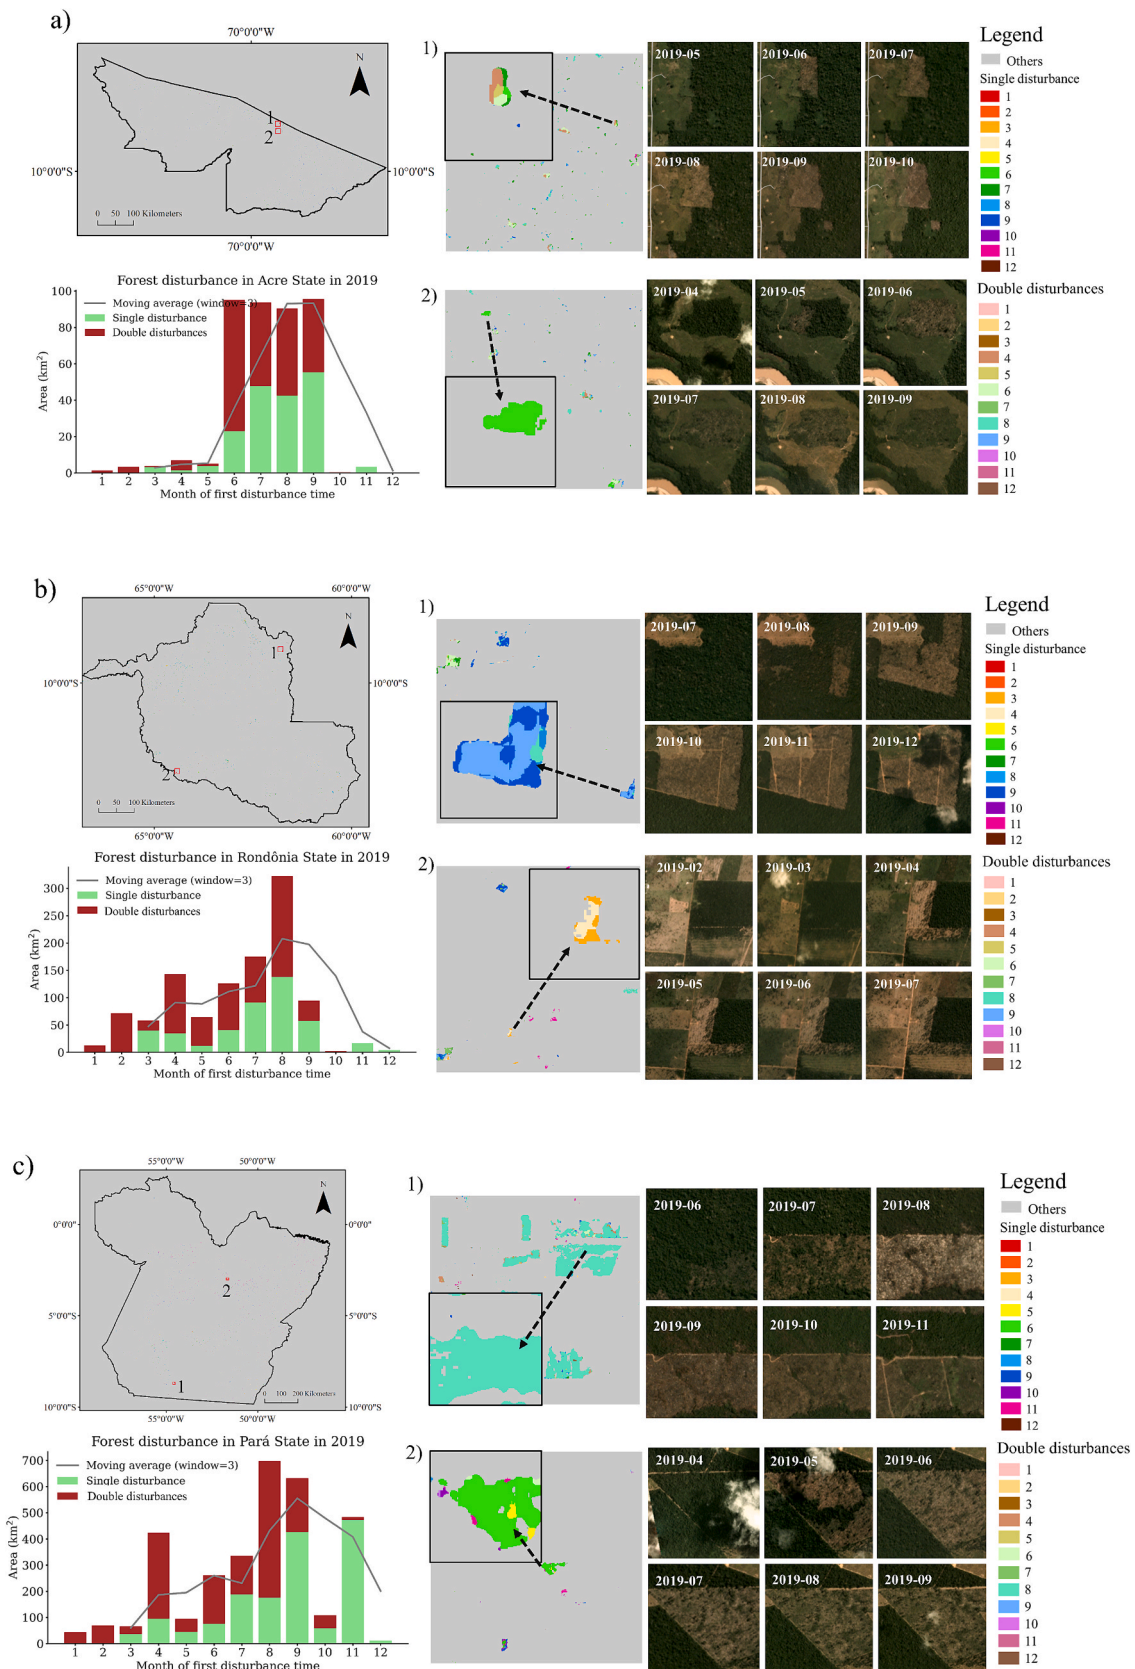 a)
70°0'0"W
N
1
2
10°0'0"S
10°0'0"S
0 50 100 Kilometers
70°0'0"W
1)
2019-05
2019-06
2019-07
2019-08
2019-09
2019-10
Legend
Others
Single disturbance
1
2
3
4
5
6
7
8
9
10
11
12
Forest disturbance in Acre State in 2019
Moving average (window=3)
Single disturbance
Double disturbances
Area (km²)
100
80
60
40
20
0
1 2 3 4 5 6 7 8 9 10 11 12
Month of first disturbance time
2)
2019-04
2019-05
2019-06
2019-07
2019-08
2019-09
Double disturbances
1
2
3
4
5
6
7
8
9
10
11
12
b)
65°0'0"W
60°0'0"W
N
1
10°0'0"S
10°0'0"S
2
0 50 100 Kilometers
65°0'0"W
60°0'0"W
1)
2019-07
2019-08
2019-09
2019-10
2019-11
2019-12
Legend
Others
Single disturbance
1
2
3
4
5
6
7
8
9
10
11
12
Forest disturbance in Rondônia State in 2019
Moving average (window=3)
Single disturbance
Double disturbances
Area (km²)
300
250
200
150
100
50
0
1 2 3 4 5 6 7 8 9 10 11 12
Month of first disturbance time
2)
2019-02
2019-03
2019-04
2019-05
2019-06
2019-07
Double disturbances
1
2
3
4
5
6
7
8
9
10
11
12
c)
55°0'0"W
50°0'0"W
N
0°0'0"
0°0'0"
2
5°0'0"S
5°0'0"S
1
0 100 200 Kilometers
10°0'0"S
10°0'0"S
55°0'0"W
50°0'0"W
1)
2019-06
2019-07
2019-08
2019-09
2019-10
2019-11
Legend
Others
Single disturbance
1
2
3
4
5
6
7
8
9
10
11
12
Forest disturbance in Pará State in 2019
Moving average (window=3)
Single disturbance
Double disturbances
Area (km²)
700
600
500
400
300
200
100
0
1 2 3 4 5 6 7 8 9 10 11 12
Month of first disturbance time
2)
2019-04
2019-05
2019-06
2019-07
2019-08
2019-09
Double disturbances
1
2
3
4
5
6
7
8
9
10
11
12